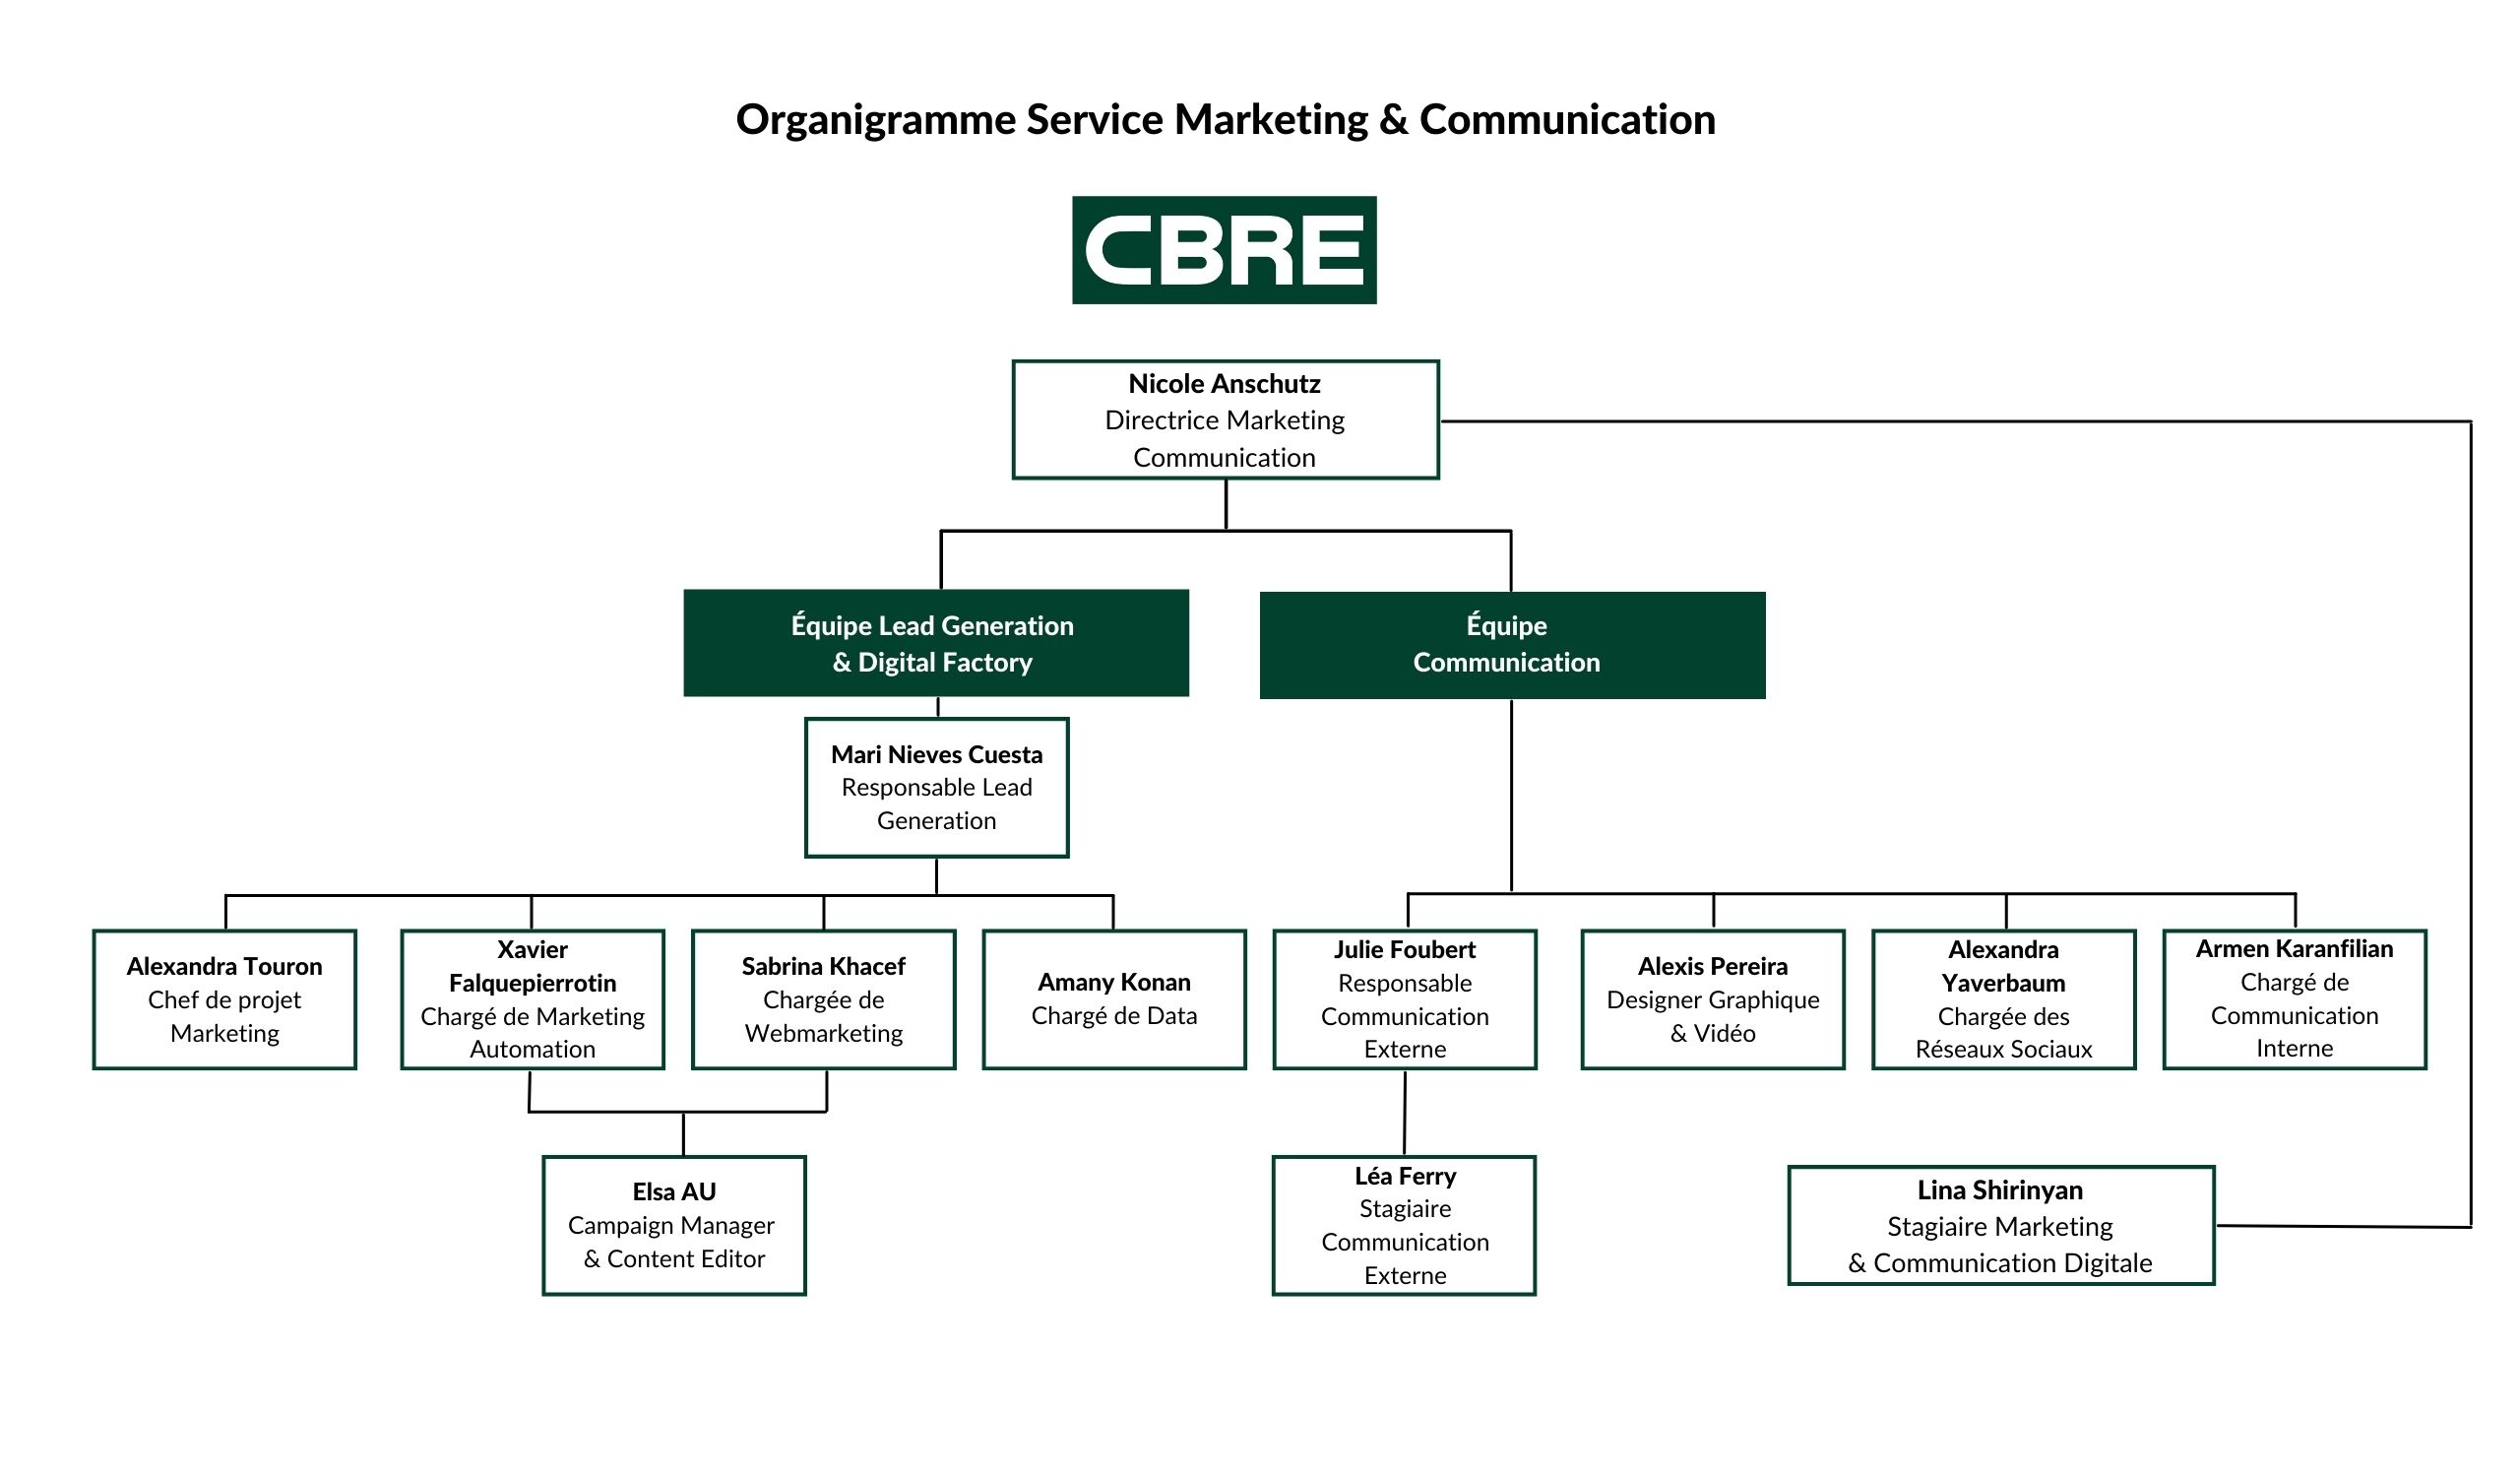 Organigramme Service Marketing & Communication
CBRE
Nicole Anschutz
Directrice Marketing
Communication
Équipe Lead Generation
& Digital Factory
Équipe
Communication
Mari Nieves Cuesta
Responsable Lead
Generation
Alexandra Touron
Chef de projet
Marketing
Xavier
Falquepierrotin
Chargé de Marketing
Automation
Sabrina Khacef
Chargée de
Webmarketing
Amany Konan
Chargé de Data
Julie Foubert
Responsable
Communication
Externe
Alexis Pereira
Designer Graphique
& Vidéo
Alexandra
Yaverbaum
Chargée des
Réseaux Sociaux
Armen Karanfilian
Chargé de
Communication
Interne
Elsa AU
Campaign Manager
& Content Editor
Léa Ferry
Stagiaire
Communication
Externe
Lina Shirinyan
Stagiaire Marketing
& Communication Digitale